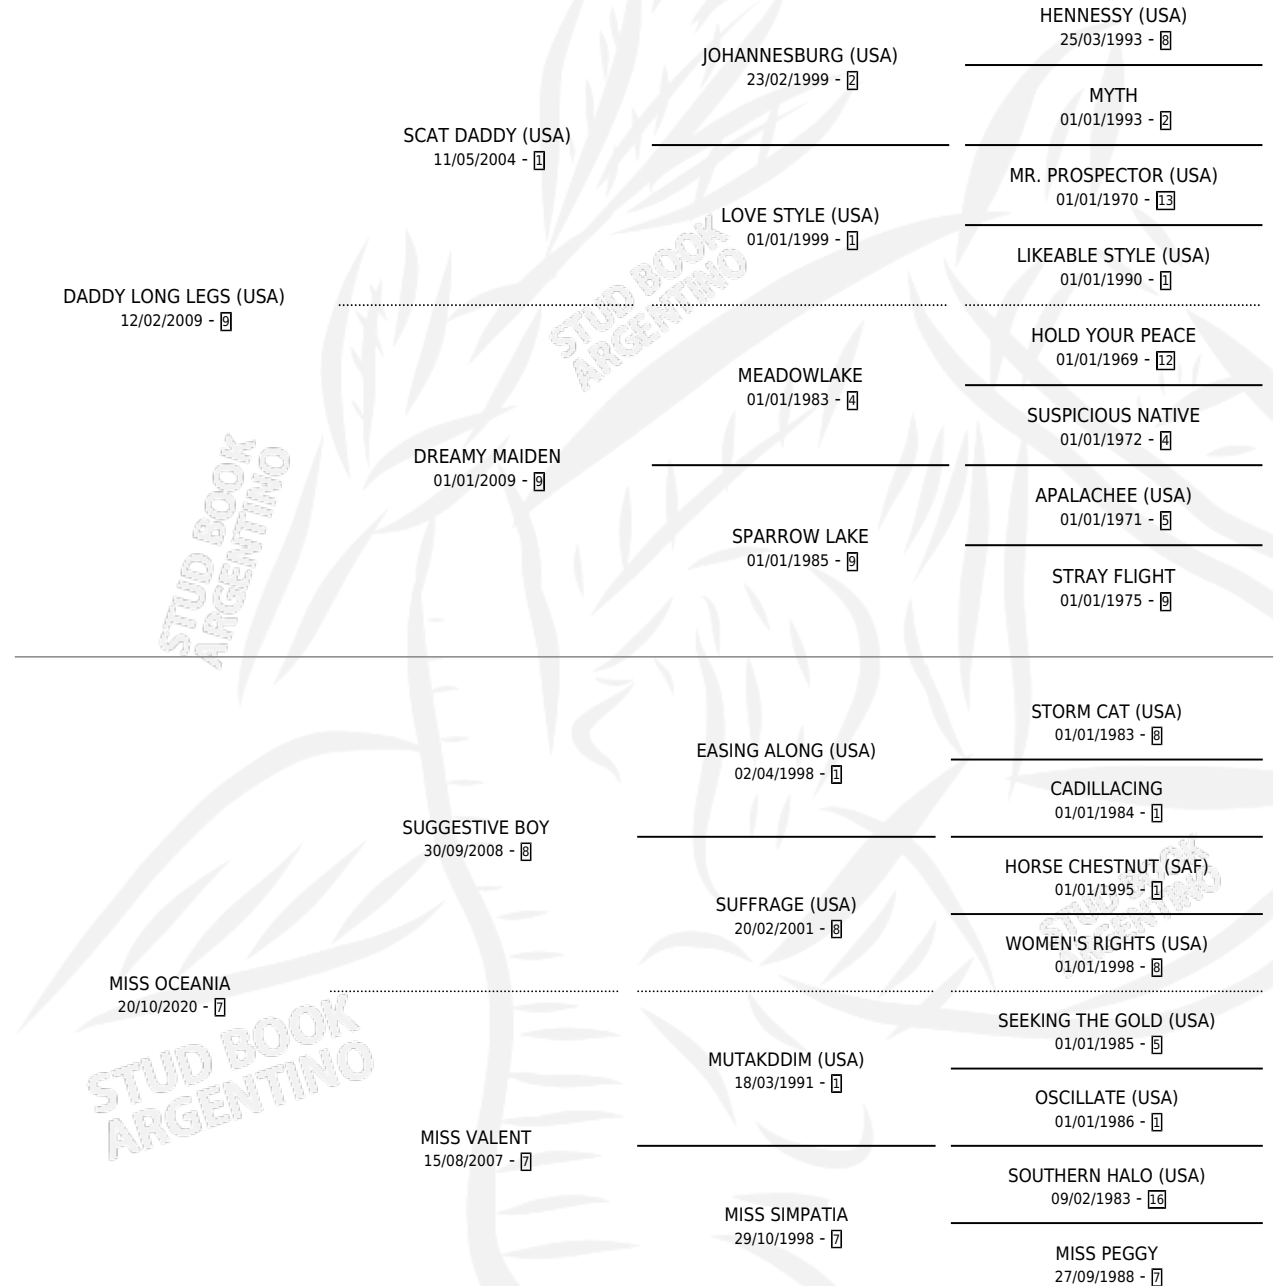 HENNESSY (USA)
25/03/1993 - 8
JOHANNESBURG (USA)
23/02/1999 - 2
MYTH
01/01/1993 - 2
SCAT DADDY (USA)
11/05/2004 - 1
MR. PROSPECTOR (USA)
01/01/1970 - 13
LOVE STYLE (USA)
01/01/1999 - 1
LIKEABLE STYLE (USA)
01/01/1990 - 1
DADDY LONG LEGS (USA)
12/02/2009 - 9
STUD BOOK
ARGENTINO
HOLD YOUR PEACE
01/01/1969 - 12
MEADOWLAKE
01/01/1983 - 4
SUSPICIOUS NATIVE
01/01/1972 - 4
DREAMY MAIDEN
01/01/2009 - 9
APALACHEE (USA)
01/01/1971 - 5
SPARROW LAKE
01/01/1985 - 9
STRAY FLIGHT
01/01/1975 - 9
STUD BOOK
ARGENTINO
STORM CAT (USA)
01/01/1983 - 8
EASING ALONG (USA)
02/04/1998 - 1
CADILLACING
01/01/1984 - 1
SUGGESTIVE BOY
30/09/2008 - 8
HORSE CHESTNUT (SAF)
01/01/1995 - 1
SUFFRAGE (USA)
20/02/2001 - 8
STUD BOOK
ARGENTINO
WOMEN'S RIGHTS (USA)
01/01/1998 - 8
MISS OCEANIA
20/10/2020 - 7
SEEKING THE GOLD (USA)
01/01/1985 - 5
STUD BOOK
ARGENTINO
MUTAKDDIM (USA)
18/03/1991 - 1
OSCILLATE (USA)
01/01/1986 - 1
MISS VALENT
15/08/2007 - 7
SOUTHERN HALO (USA)
09/02/1983 - 16
MISS SIMPATIA
29/10/1998 - 7
MISS PEGGY
27/09/1988 - 7